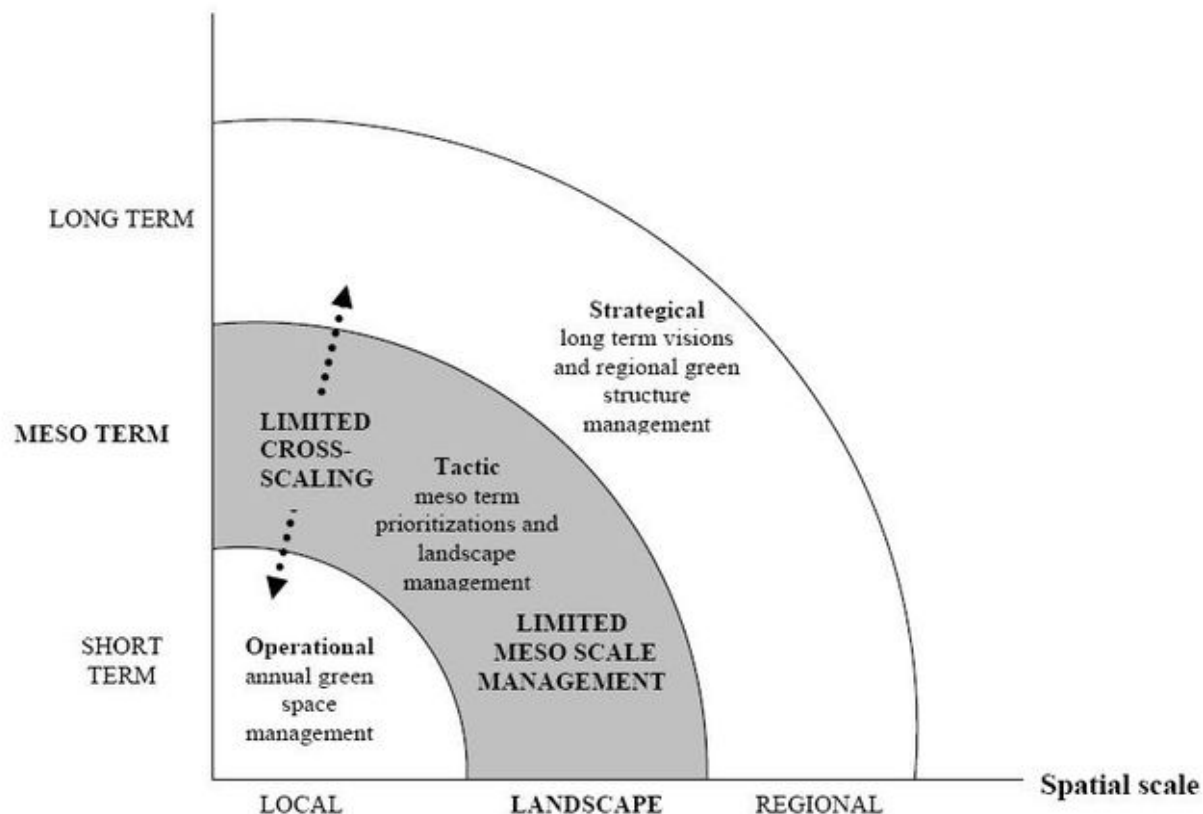 LONG TERM
Strategical
long term visions
and regional green
structure
management
MESO TERM
LIMITED
CROSS-
SCALING
Tactic
meso term
prioritizations and
landscape
management
LIMITED
MESO SCALE
MANAGEMENT
SHORT
TERM
Operational
annual green
space
management
LOCAL
LANDSCAPE
REGIONAL
Spatial scale